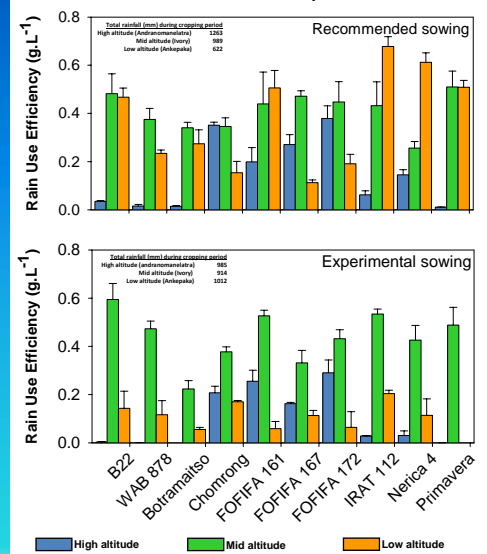 Recommended sowing
Total rainfall (mm) during cropping period
High altitude (Andranomanelatra) 1263
Mid altitude (Ivory) 989
Low altitude (Ankepaka) 622
Rain Use Efficiency (g.L-1)
0.8
0.6
0.4
0.2
0.0
Experimental sowing
Total rainfall (mm) during cropping period
High altitude (andranomanelatra) 985
Mid altitude (Ivory) 914
Low altitude (Ankepaka) 1012
Rain Use Efficiency (g.L-1)
0.8
0.6
0.4
0.2
0.0
B22
WAB 878
Botramaitso
Chomrong
FOFIFA 161
FOFIFA 167
FOFIFA 172
IRAT 112
Nerica 4
Primavera
High altitude Mid altitude Low altitude